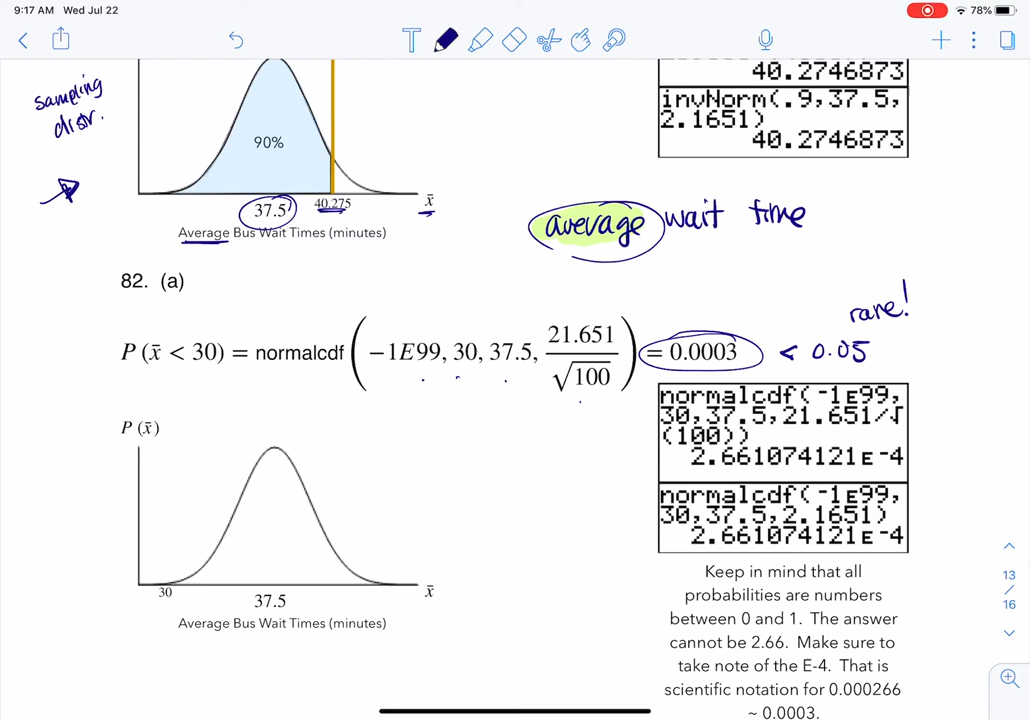 9:17 AM Wed Jul 22
78%
40.2746873
invNorm(.9,37.5,
2.1651)
40.2746873
sampling
distr.
90%
37.5
40.275
x̄
Average Bus Wait Times (minutes)
average wait time
82. (a)
rare!
P (x̄ < 30) = normalcdf (−1E99, 30, 37.5, 21.651/√100) = 0.0003 < 0.05
normalcdf(-1E99,
30,37.5,21.651/√
(100))
2.661074121E-4
normalcdf(-1E99,
30,37.5,2.1651)
2.661074121E-4
P (x̄)
30
37.5
x̄
Average Bus Wait Times (minutes)
Keep in mind that all
probabilities are numbers
between 0 and 1. The answer
cannot be 2.66. Make sure to
take note of the E-4. That is
scientific notation for 0.000266
~ 0.0003.
13
/
16